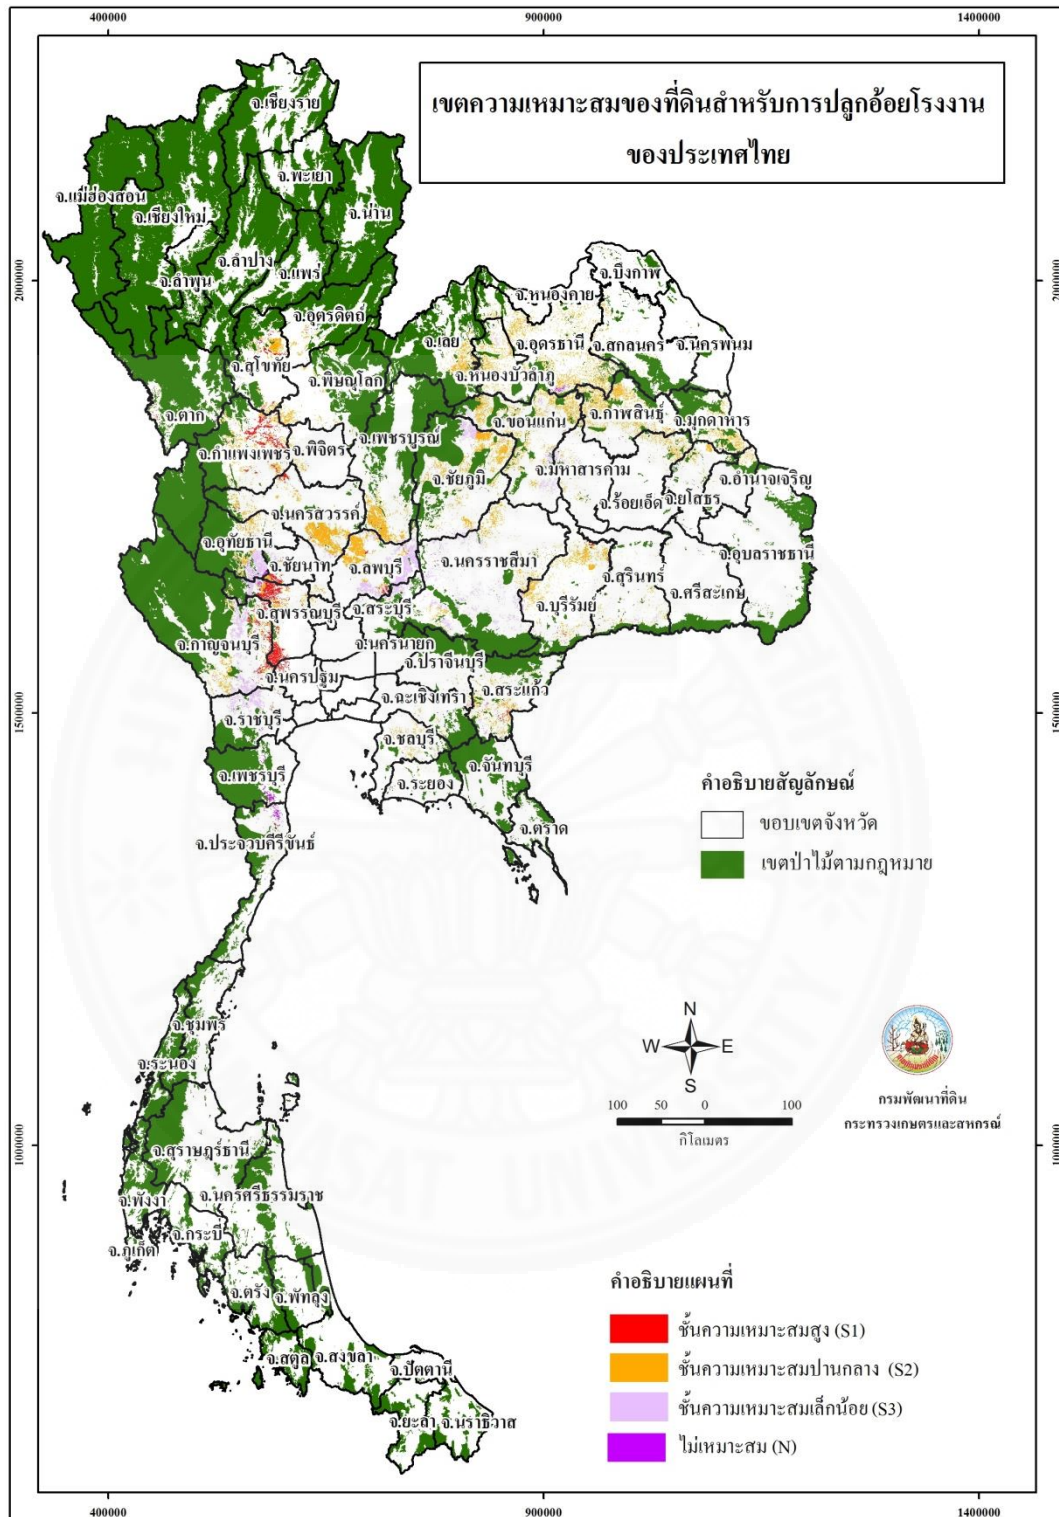 400000
900000
1400000
เขตความเหมาะสมของที่ดินสำหรับการปลูกอ้อยโรงงาน
ของประเทศไทย
จ.เชียงราย
จ.พะเยา
จ.แม่ฮ่องสอน
จ.เชียงใหม่
จ.น่าน
จ.ลำปาง
จ.แพร่
จ.ลำพูน
2000000
2000000
จ.บึงกาฬ
จ.หนองคาย
จ.อุตรดิตถ์
จ.เลย
จ.อุดรธานี
จ.สกลนคร
จ.นครพนม
จ.สุโขทัย
จ.พิษณุโลก
จ.หนองบัวลำภู
จ.ตาก
จ.ขอนแก่น
จ.กาฬสินธุ์
จ.มุกดาหาร
จ.เพชรบูรณ์
จ.กำแพงเพชร
จ.พิจิตร
จ.ชัยภูมิ
จ.มหาสารคาม
จ.ร้อยเอ็ด
จ.ยโสธร
จ.อำนาจเจริญ
จ.นครสวรรค์
จ.อุทัยธานี
จ.ชัยนาท
จ.ลพบุรี
จ.นครราชสีมา
จ.อุบลราชธานี
จ.สุรินทร์
จ.ศรีสะเกษ
จ.บุรีรัมย์
จ.สุพรรณบุรี
จ.สระบุรี
จ.กาญจนบุรี
จ.นครนายก
จ.ปราจีนบุรี
จ.นครปฐม
จ.ฉะเชิงเทรา
จ.สระแก้ว
1500000
1500000
จ.ราชบุรี
จ.ชลบุรี
จ.จันทบุรี
จ.เพชรบุรี
จ.ระยอง
จ.ตราด
จ.ประจวบคีรีขันธ์
คำอธิบายสัญลักษณ์
ขอบเขตจังหวัด
เขตป่าไม้ตามกฎหมาย
จ.ชุมพร
จ.ระนอง
N
W
E
S
100 50 0 100
กิโลเมตร
กรมพัฒนาที่ดิน
กระทรวงเกษตรและสหกรณ์
1000000
1000000
จ.สุราษฎร์ธานี
จ.พังงา
จ.นครศรีธรรมราช
จ.กระบี่
จ.ภูเก็ต
จ.ตรัง
จ.พัทลุง
จ.สตูล
จ.สงขลา
จ.ปัตตานี
จ.ยะลา
จ.นราธิวาส
คำอธิบายแผนที่
ชั้นความเหมาะสมสูง (S1)
ชั้นความเหมาะสมปานกลาง (S2)
ชั้นความเหมาะสมเล็กน้อย (S3)
ไม่เหมาะสม (N)
400000
900000
1400000